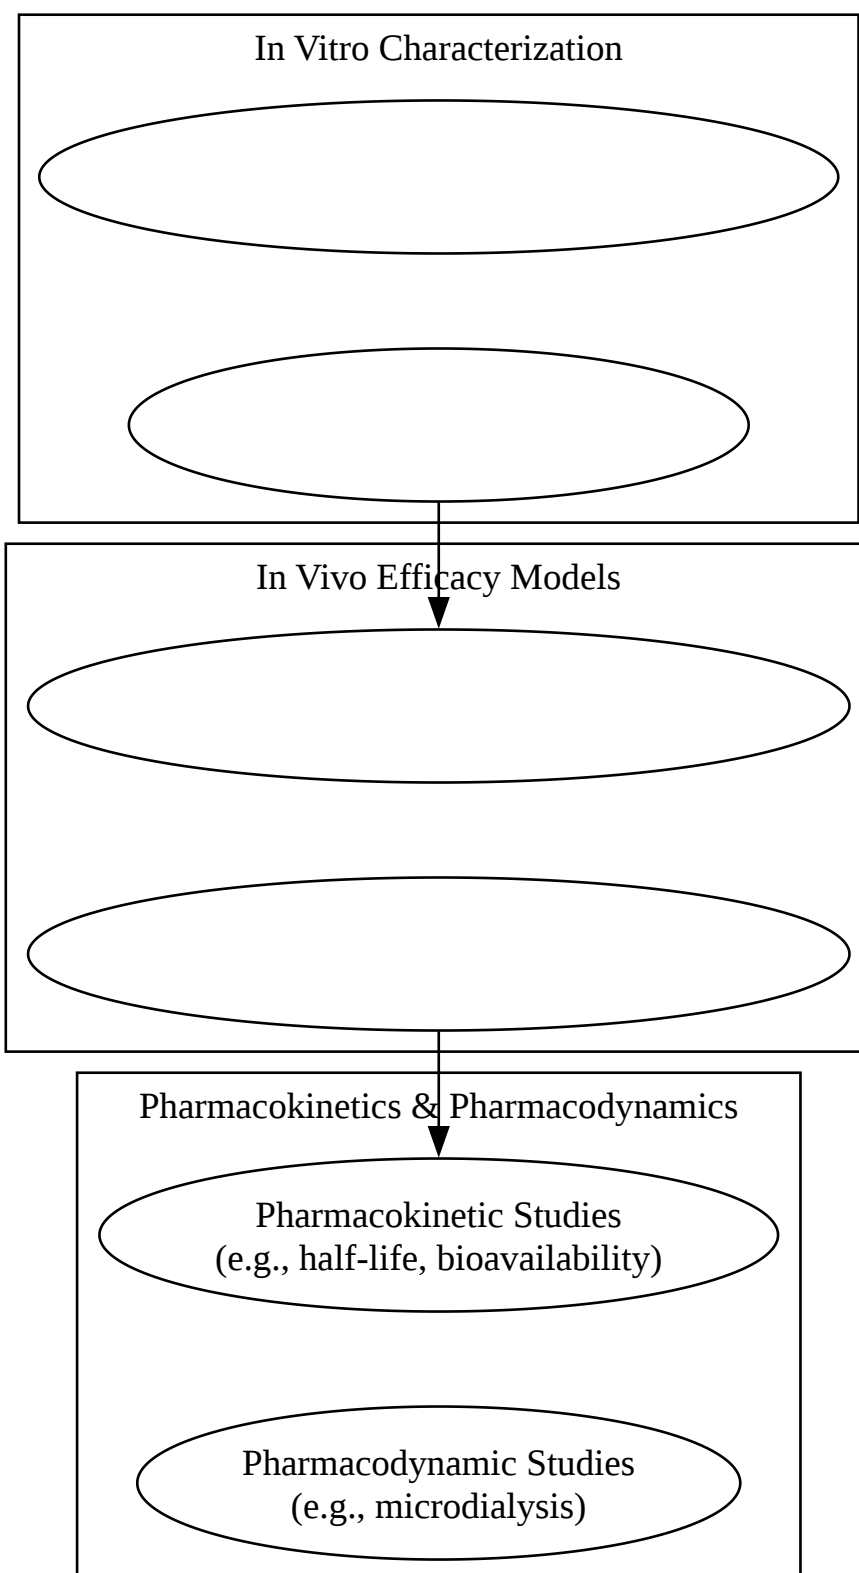 In Vitro Characterization
In Vivo Efficacy Models
Pharmacokinetics & Pharmacodynamics
Pharmacokinetic Studies
(e.g., half-life, bioavailability)
Pharmacodynamic Studies
(e.g., microdialysis)